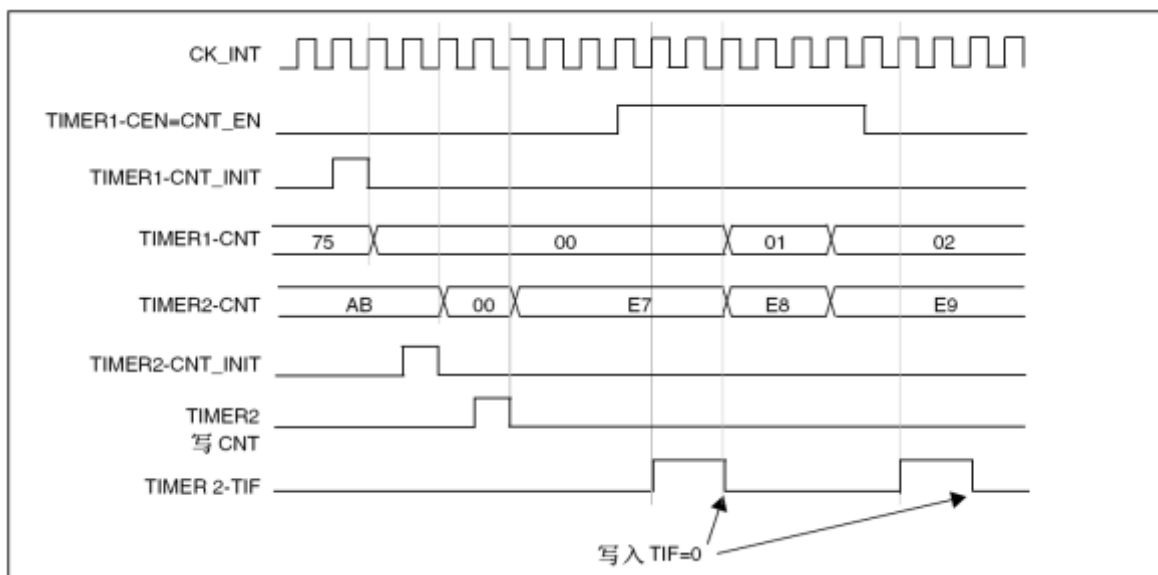 CK_INT
TIMER1-CEN=CNT_EN
TIMER1-CNT_INIT
TIMER1-CNT 75 00 01 02
TIMER2-CNT AB 00 E7 E8 E9
TIMER2-CNT_INIT
TIMER2
写 CNT
TIMER 2-TIF
写入 TIF=0